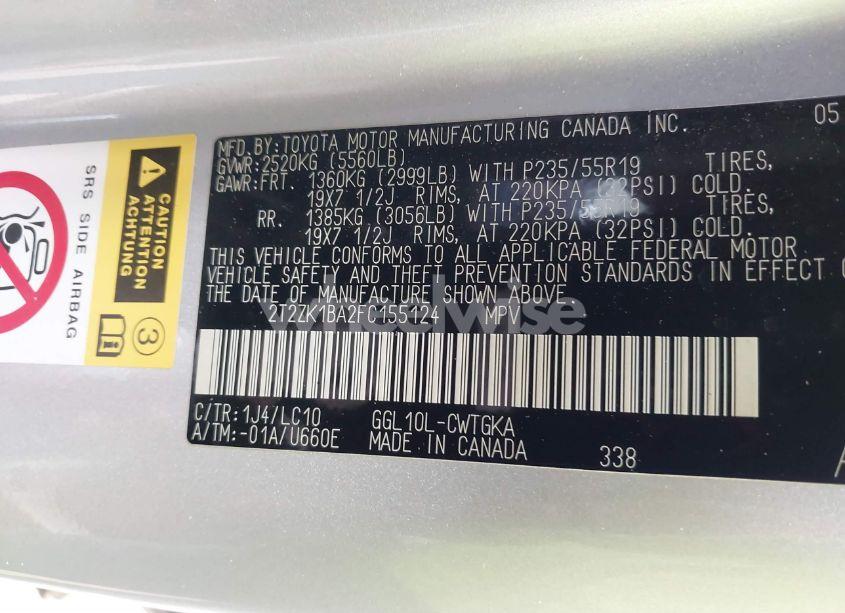 MFD. BY:TOYOTA MOTOR MANUFACTURING CANADA INC. 05
GVWR:2520KG (5560LB)
GAWR:FRT. 1360KG (2999LB) WITH P235/55R19 TIRES,
19X7 1/2J RIMS, AT 220KPA (32PSI) COLD.
RR. 1385KG (3056LB) WITH P235/55R19 TIRES,
19X7 1/2J RIMS, AT 220KPA (32PSI) COLD.
THIS VEHICLE CONFORMS TO ALL APPLICABLE FEDERAL MOTOR
VEHICLE SAFETY AND THEFT PREVENTION STANDARDS IN EFFECT
THE DATE OF MANUFACTURE SHOWN ABOVE.
2T2ZK1BA2FC155124 MPV
C/TR:1J4/LC10 GGL10L-CWTGKA
A/TM:-01A/U660E MADE IN CANADA 338
CAUTION
ATTENTION
ACHTUNG
SRS SIDE AIRBAG
3
i
wheelwise